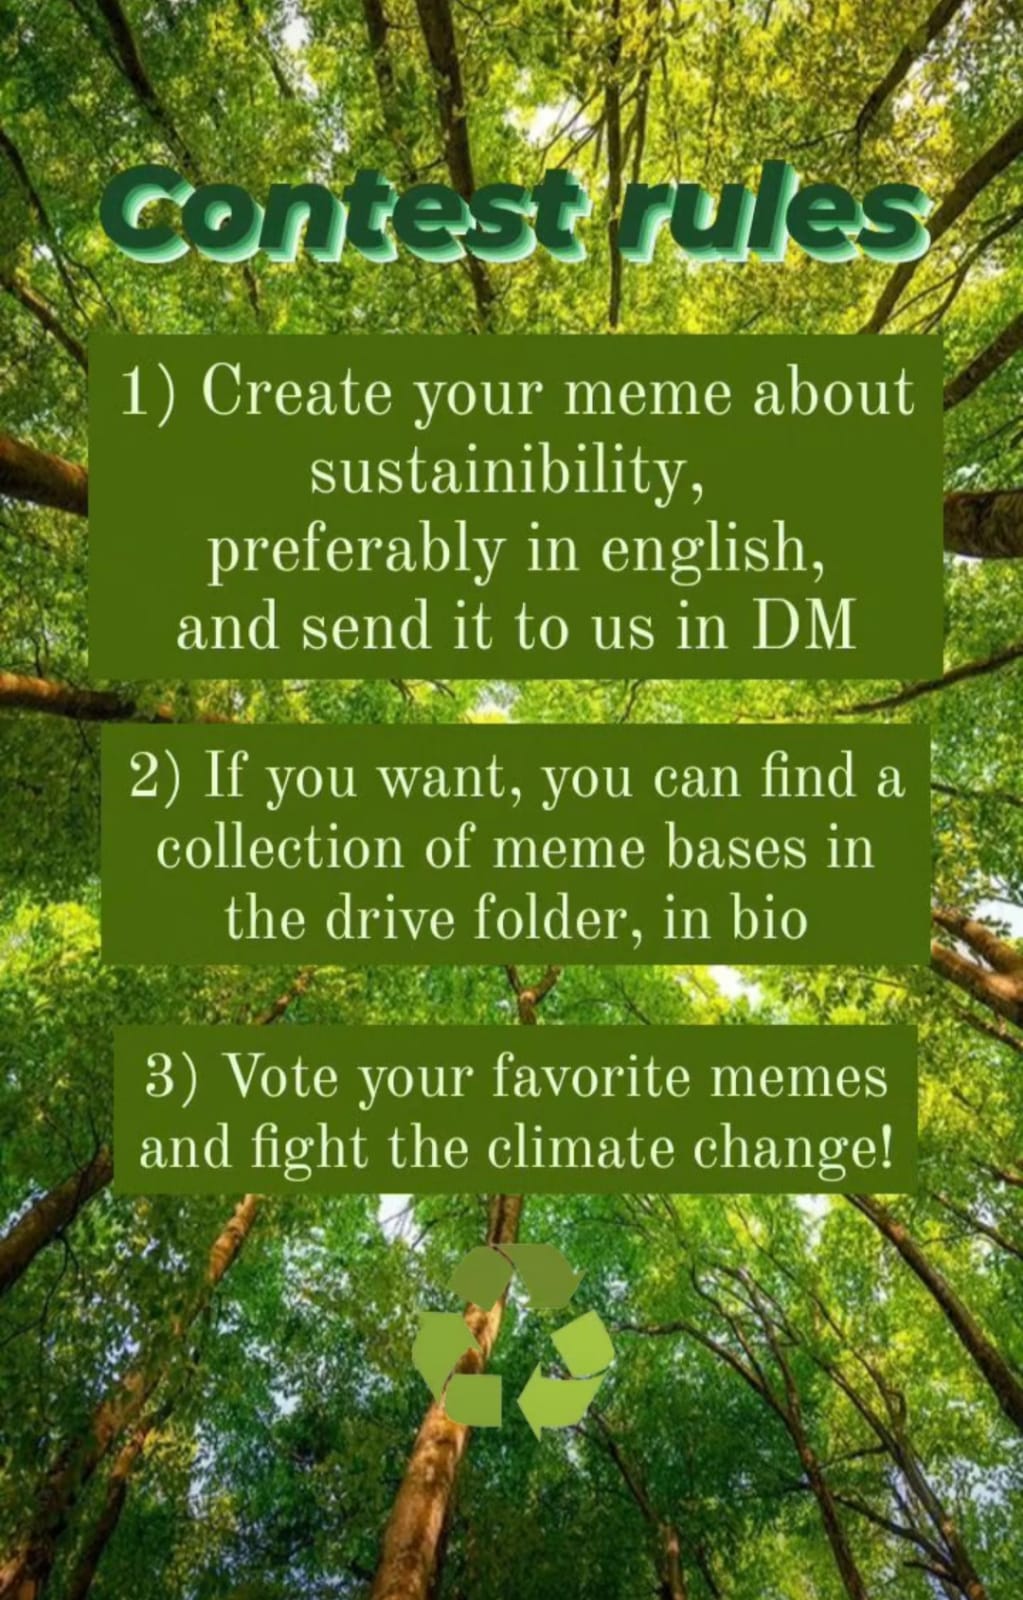 Contest rules
1) Create your meme about
sustainibility,
preferably in english,
and send it to us in DM
2) If you want, you can find a
collection of meme bases in
the drive folder, in bio
3) Vote your favorite memes
and fight the climate change!